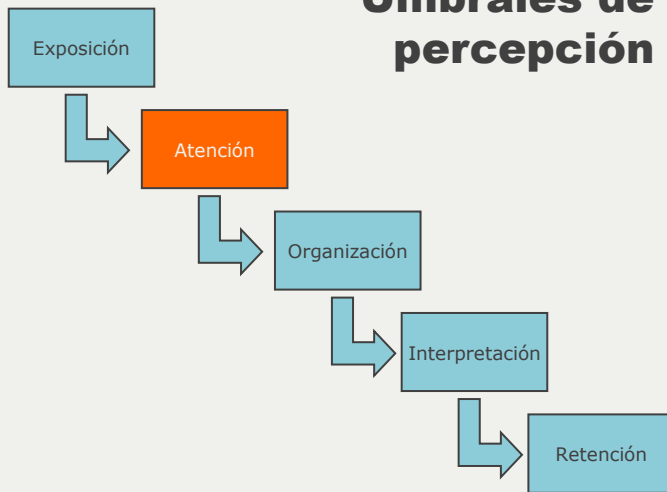 Umbrales de
percepción
Exposición
Atención
Organización
Interpretación
Retención